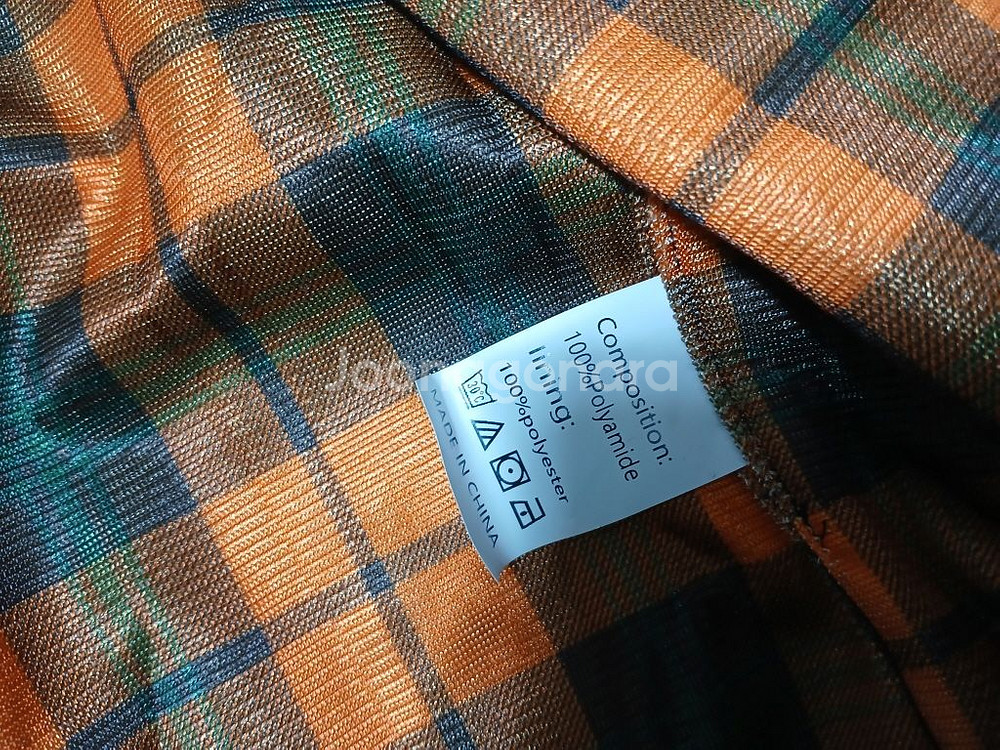 Composition:
100%Polyamide
lining:
100%polyester
30°C
MADE IN CHINA